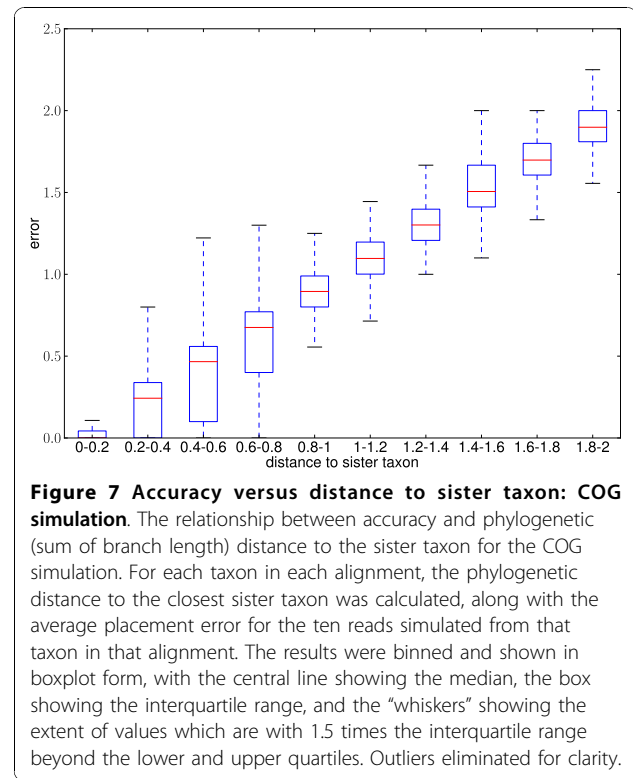 2.5
2.0
1.5
1.0
0.5
0.0
error
0-0.2 0.2-0.4 0.4-0.6 0.6-0.8 0.8-1 1-1.2 1.2-1.4 1.4-1.6 1.6-1.8 1.8-2
distance to sister taxon
Figure 7 Accuracy versus distance to sister taxon: COG
simulation. The relationship between accuracy and phylogenetic
(sum of branch length) distance to the sister taxon for the COG
simulation. For each taxon in each alignment, the phylogenetic
distance to the closest sister taxon was calculated, along with the
average placement error for the ten reads simulated from that
taxon in that alignment. The results were binned and shown in
boxplot form, with the central line showing the median, the box
showing the interquartile range, and the “whiskers” showing the
extent of values which are with 1.5 times the interquartile range
beyond the lower and upper quartiles. Outliers eliminated for clarity.